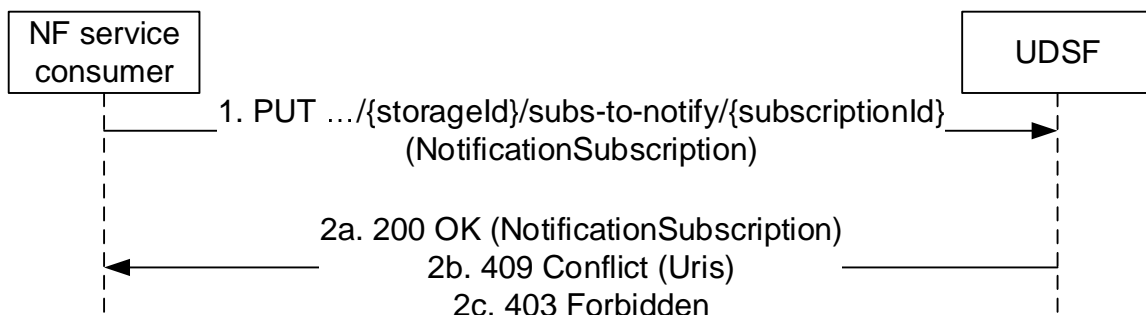 NF service
consumer
UDSF
1. PUT …/{storageId}/subs-to-notify/{subscriptionId}
(NotificationSubscription)
2a. 200 OK (NotificationSubscription)
2b. 409 Conflict (Uris)
2c. 403 Forbidden